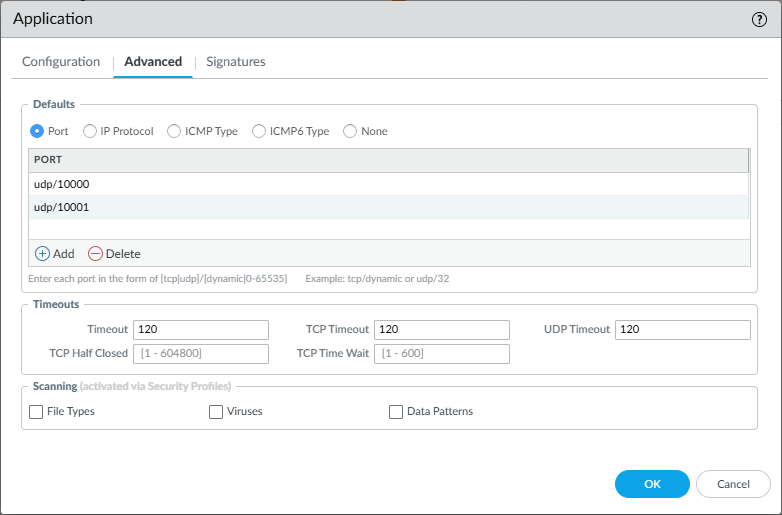 Application
Configuration Advanced Signatures
Defaults
Port IP Protocol ICMP Type ICMP6 Type None
PORT
udp/10000
udp/10001
Add Delete
Enter each port in the form of [tcp|udp]/[dynamic|0-65535] Example: tcp/dynamic or udp/32
Timeouts
Timeout 120 TCP Timeout 120 UDP Timeout 120
TCP Half Closed [1 - 604800] TCP Time Wait [1 - 600]
Scanning (activated via Security Profiles)
File Types Viruses Data Patterns
OK Cancel